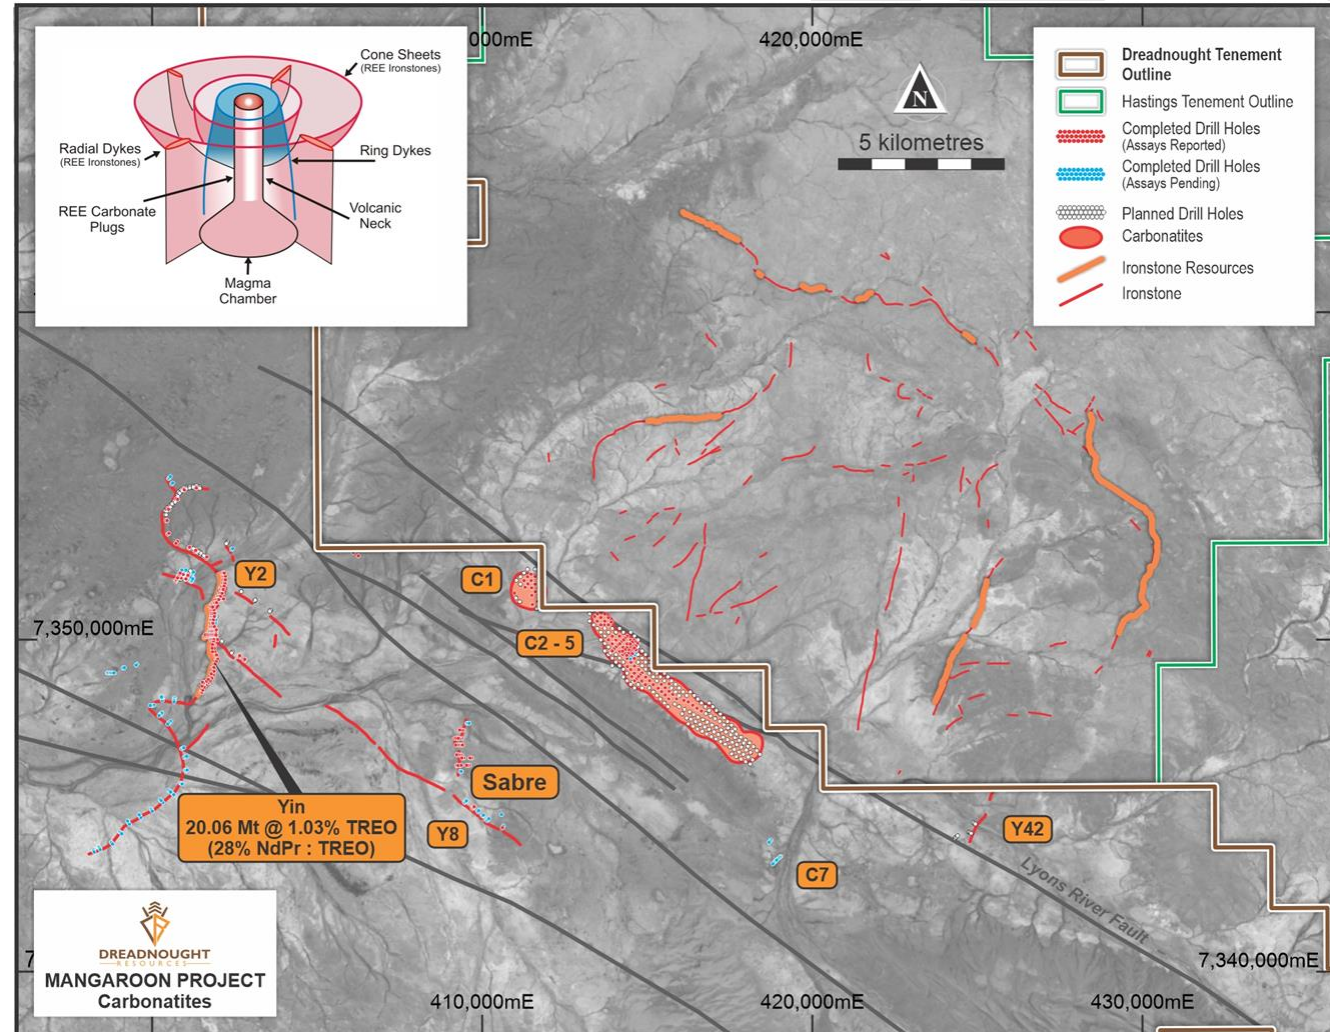 000mE
420,000mE
Cone Sheets
(REE Ironstones)
Radial Dykes
(REE Ironstones)
Ring Dykes
REE Carbonate
Plugs
Volcanic
Neck
Magma
Chamber
N
5 kilometres
Dreadnought Tenement
Outline
Hastings Tenement Outline
Completed Drill Holes
(Assays Reported)
Completed Drill Holes
(Assays Pending)
Planned Drill Holes
Carbonatites
Ironstone Resources
Ironstone
Y2
C1
7,350,000mE
C2 - 5
Sabre
Yin
20.06 Mt @ 1.03% TREO
(28% NdPr : TREO)
Y8
Y42
C7
Lyons River Fault
DREADNOUGHT
RESOURCES
MANGAROON PROJECT
Carbonatites
7
7,340,000mE
410,000mE
420,000mE
430,000mE